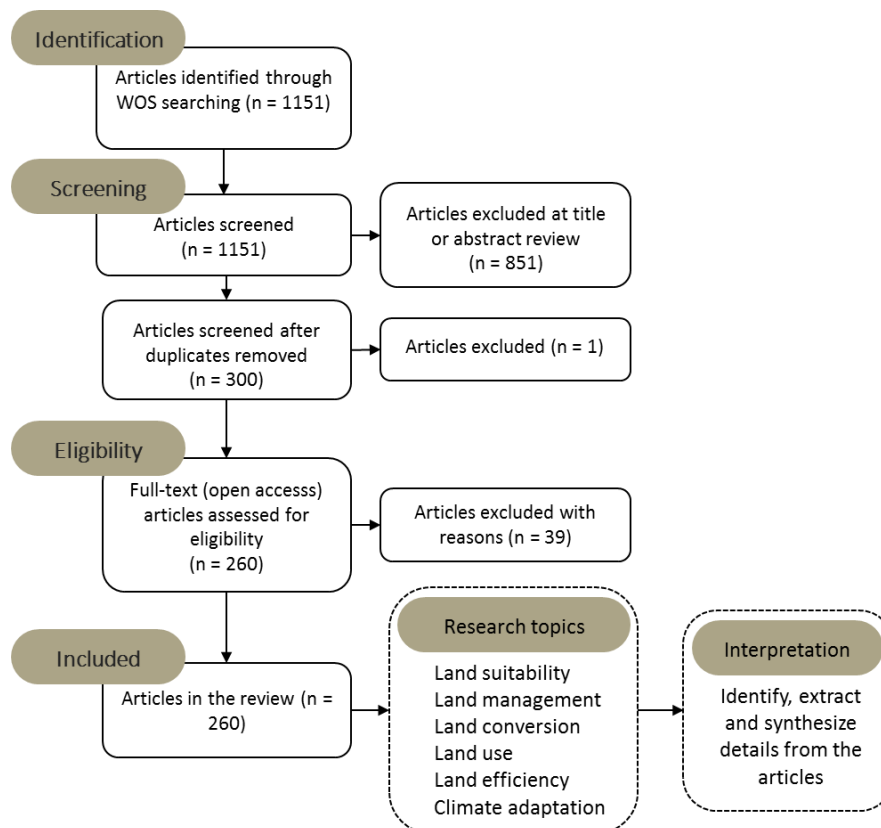 Identification
Articles identified through
WOS searching (n = 1151)
Screening
Articles screened
(n = 1151)
Articles excluded at title
or abstract review
(n = 851)
Articles screened after
duplicates removed
(n = 300)
Articles excluded (n = 1)
Eligibility
Full-text (open accesss)
articles assessed for
eligibility
(n = 260)
Articles excluded with
reasons (n = 39)
Included
Articles in the review (n =
260)
Research topics
Land suitability
Land management
Land conversion
Land use
Land efficiency
Climate adaptation
Interpretation
Identify, extract
and synthesize
details from the
articles